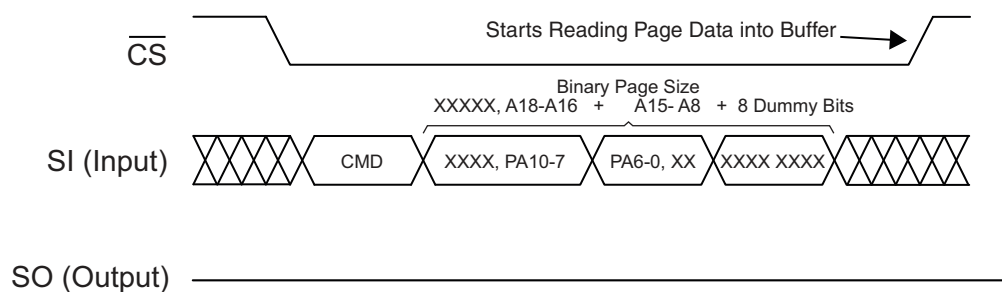 Starts Reading Page Data into Buffer
CS
Binary Page Size
XXXXX, A18-A16 + A15- A8 + 8 Dummy Bits
SI (Input)
CMD
XXXX, PA10-7
PA6-0, XX
XXXX XXXX
SO (Output)